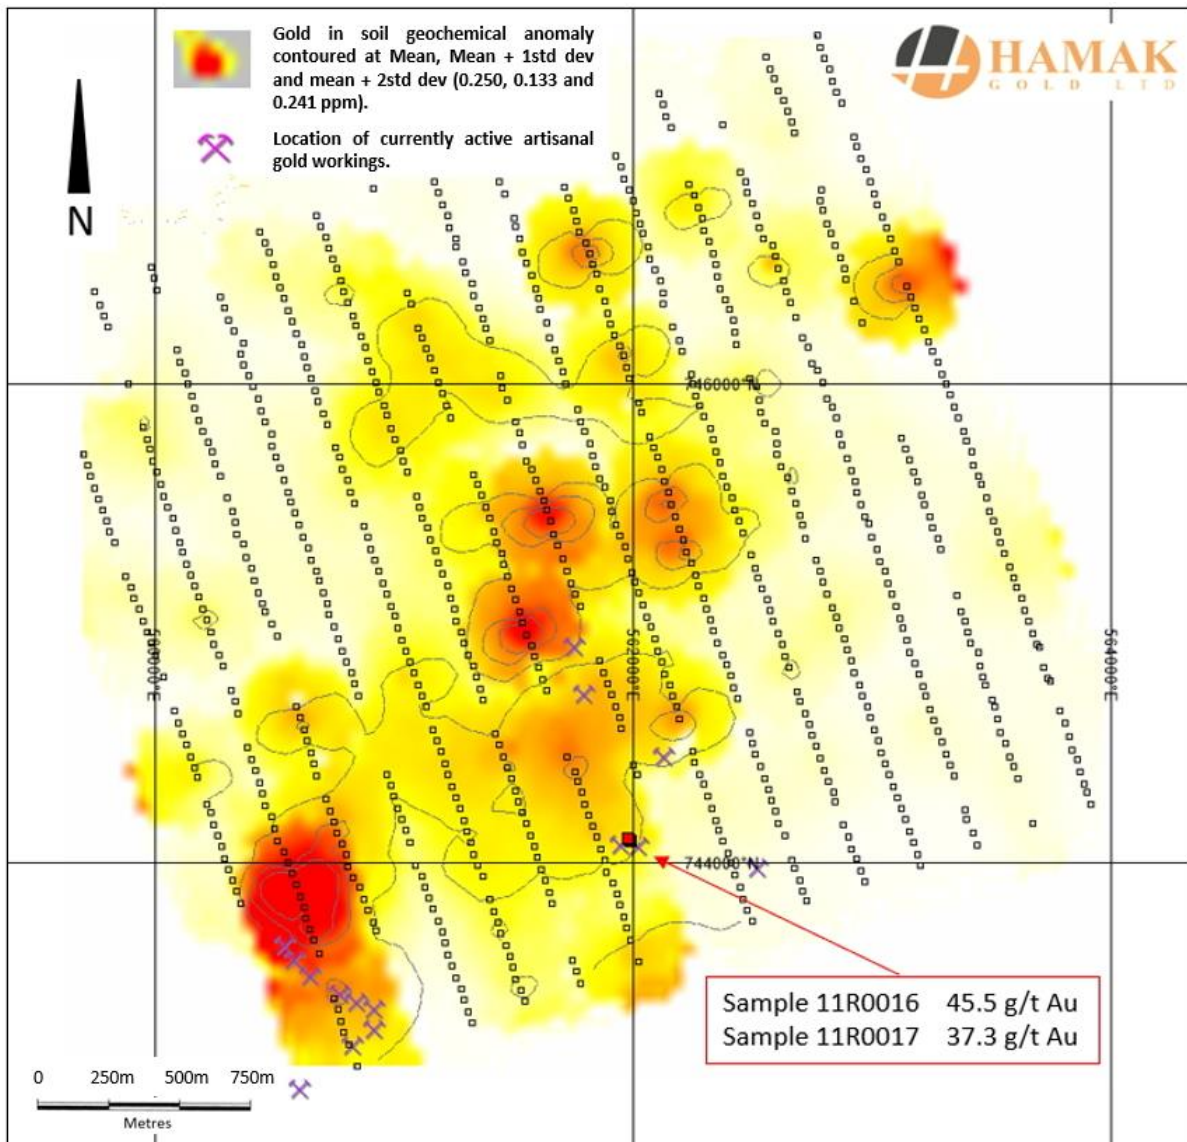 Gold in soil geochemical anomaly
contoured at Mean, Mean + 1std dev
and mean + 2std dev (0.250, 0.133 and
0.241 ppm).
Location of currently active artisanal
gold workings.
HAMAK
GOLD LTD
N
746000°N
562000°E
564000°E
744000°N
Sample 11R0016 45.5 g/t Au
Sample 11R0017 37.3 g/t Au
0 250m 500m 750m
Metres